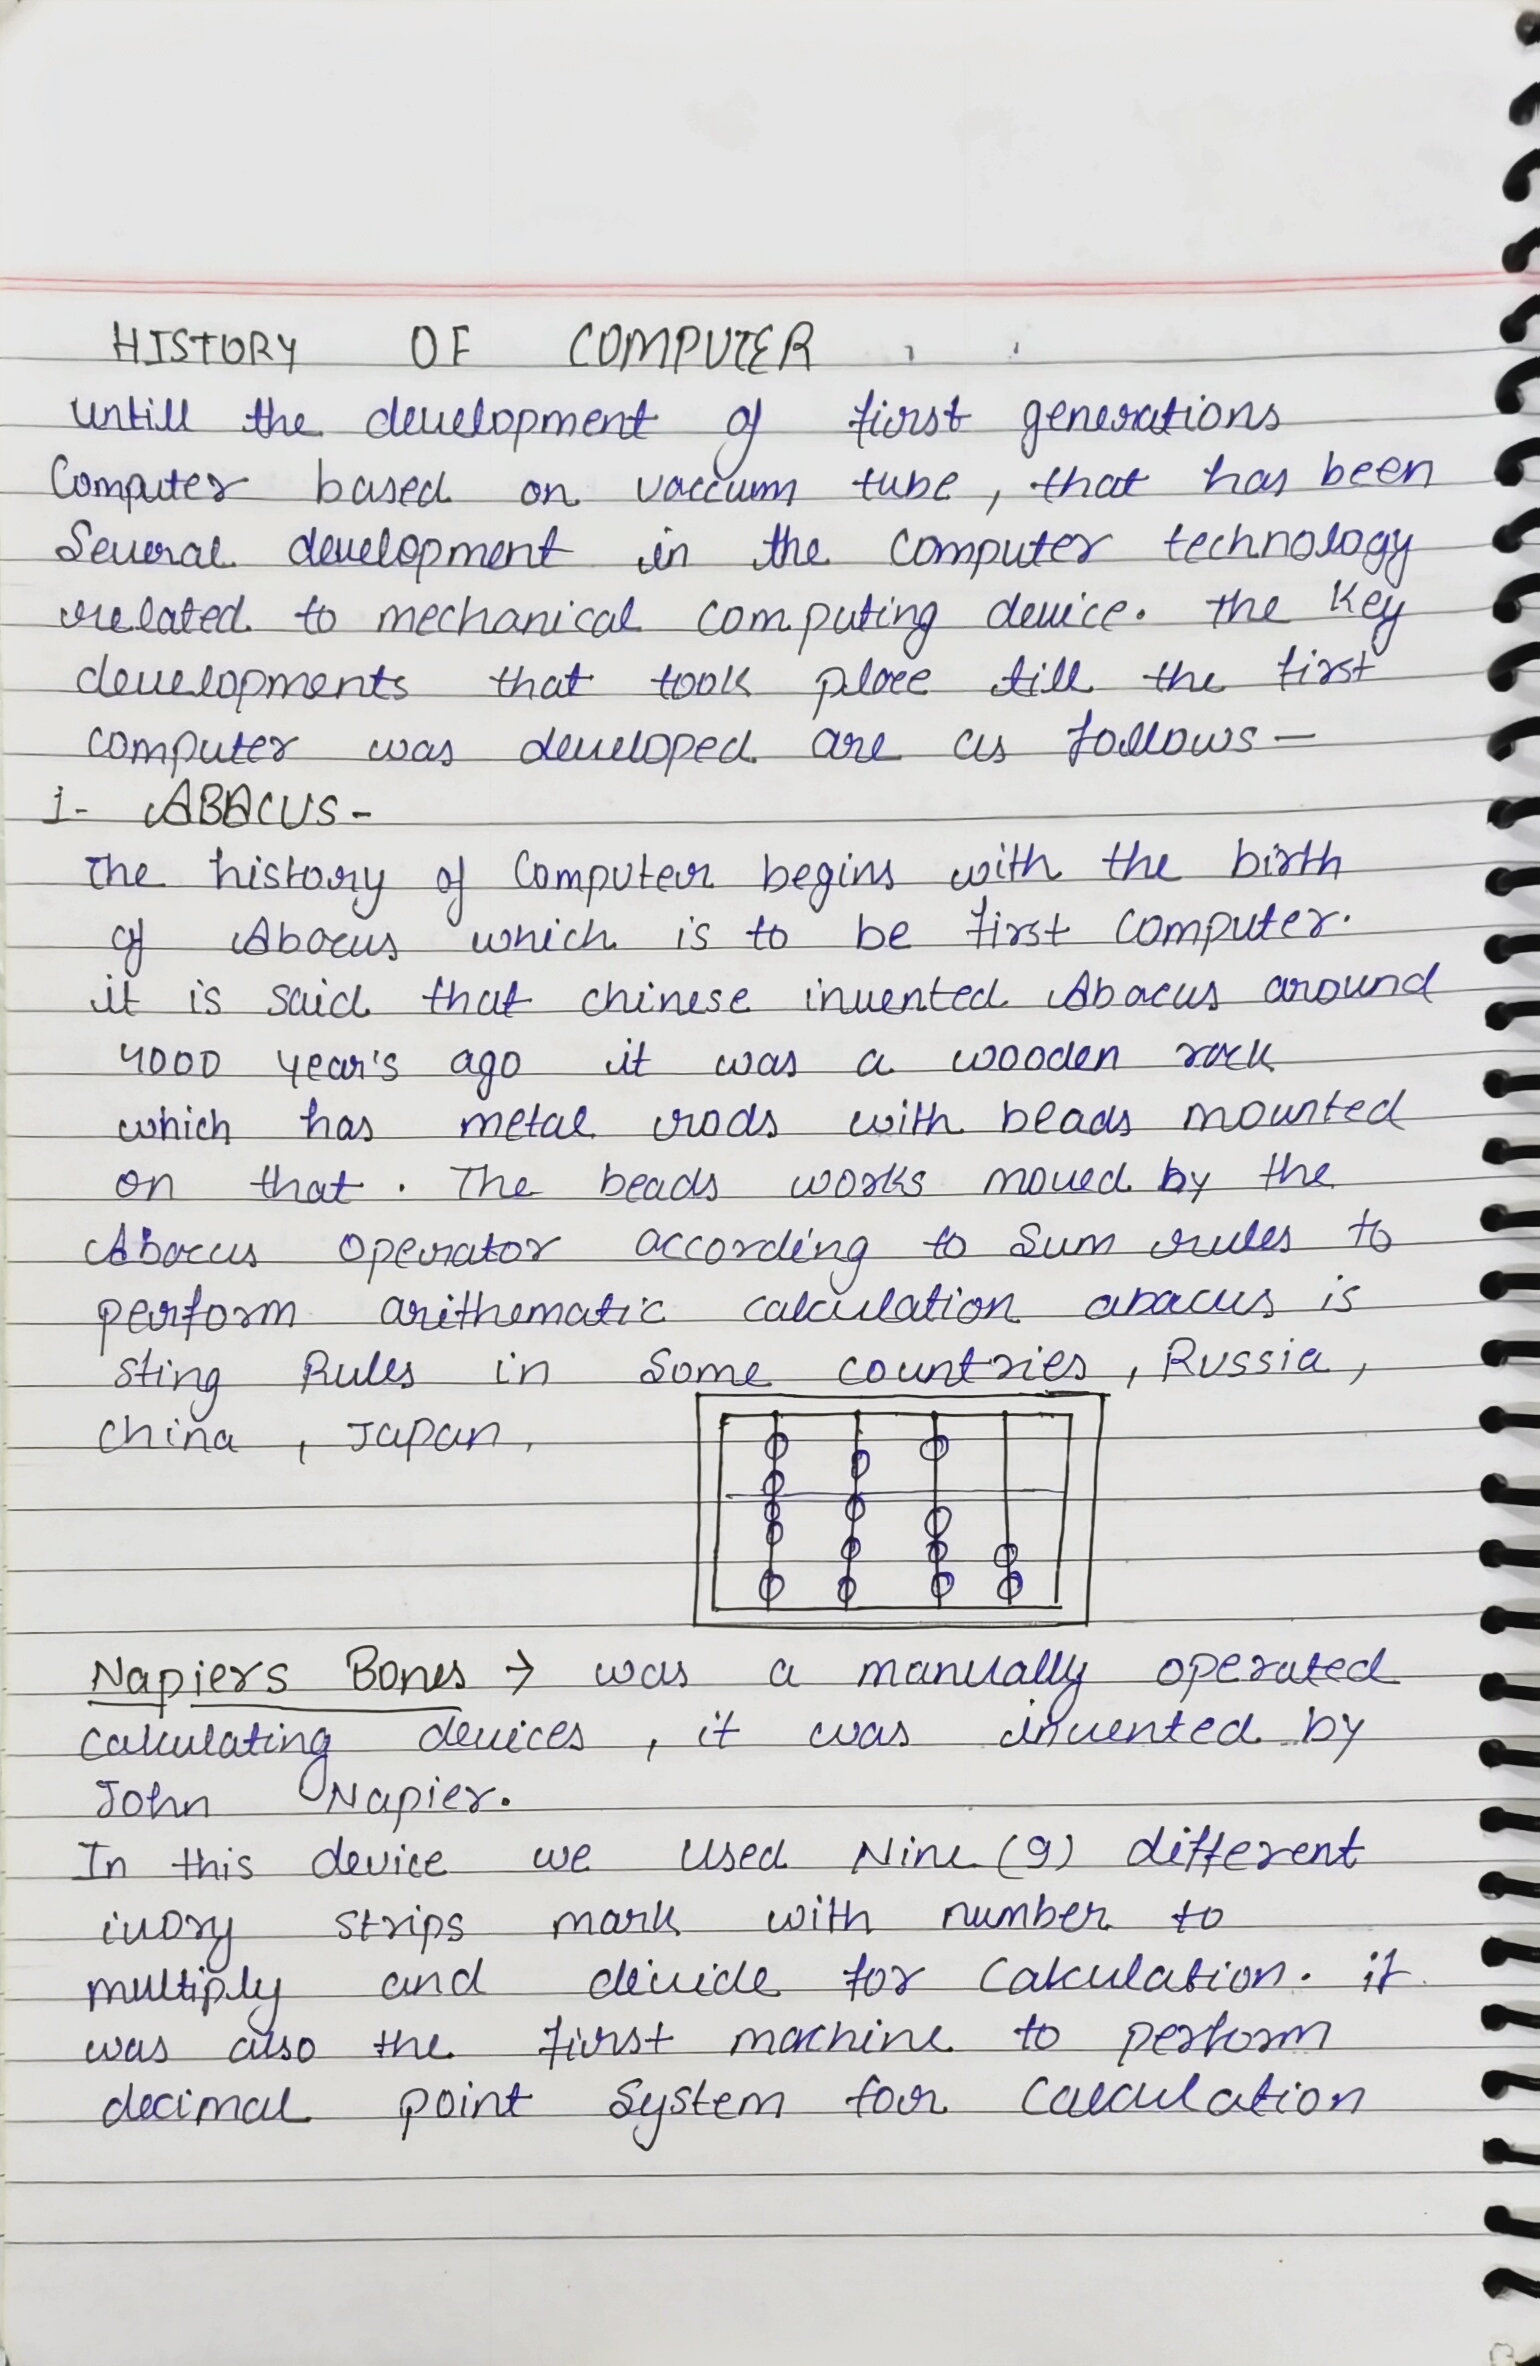 HISTORY OF COMPUTER
untill the development of first generations
Computer based on vaccum tube, that has been
Several development in the computer technology
related to mechanical computing device. The key
developments that took place till the first
computer was developed are as follows —
1- ABACUS -
The history of Computer begins with the birth
of Abacus which is to be first computer.
it is said that chinese invented Abacus around
4000 year's ago it was a wooden rack
which has metal rods with beads mounted
on that . The beads works moved by the
Abacus operator according to Sum rules to
perform arithematic calculation abacus is
sting Rules in Some countries, Russia,
China , Japan,
Napiers Bones → was a manually operated
calculating devices , it was invented by
John Napier.
In this device we used Nine (9) different
ivory strips mark with number to
multiply and divide for Calculation. it
was also the first machine to perform
decimal point System for Calculation